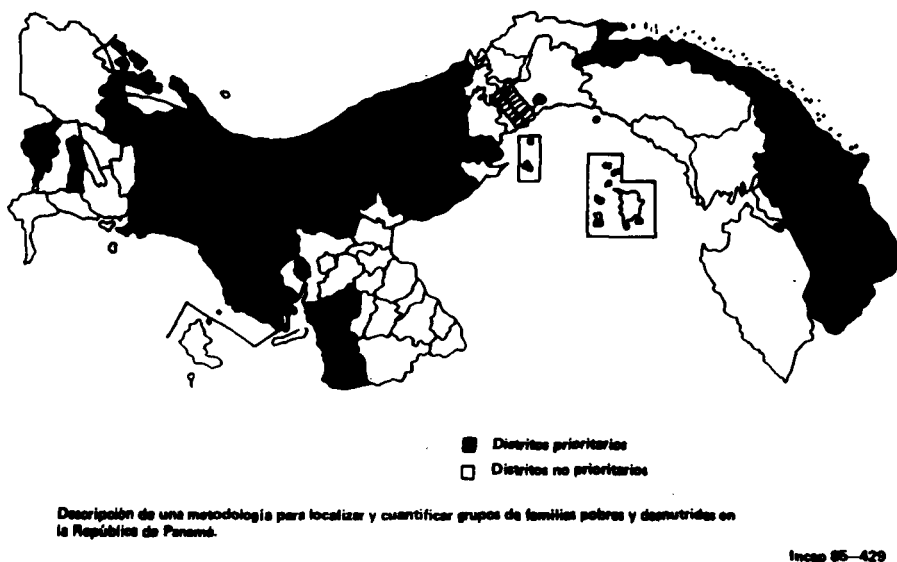 Distritos prioritarios
Distritos no prioritarios
Descripción de una metodología para localizar y cuantificar grupos de familias pobres y desnutridas en
la República de Panamá.
Incap 85—429